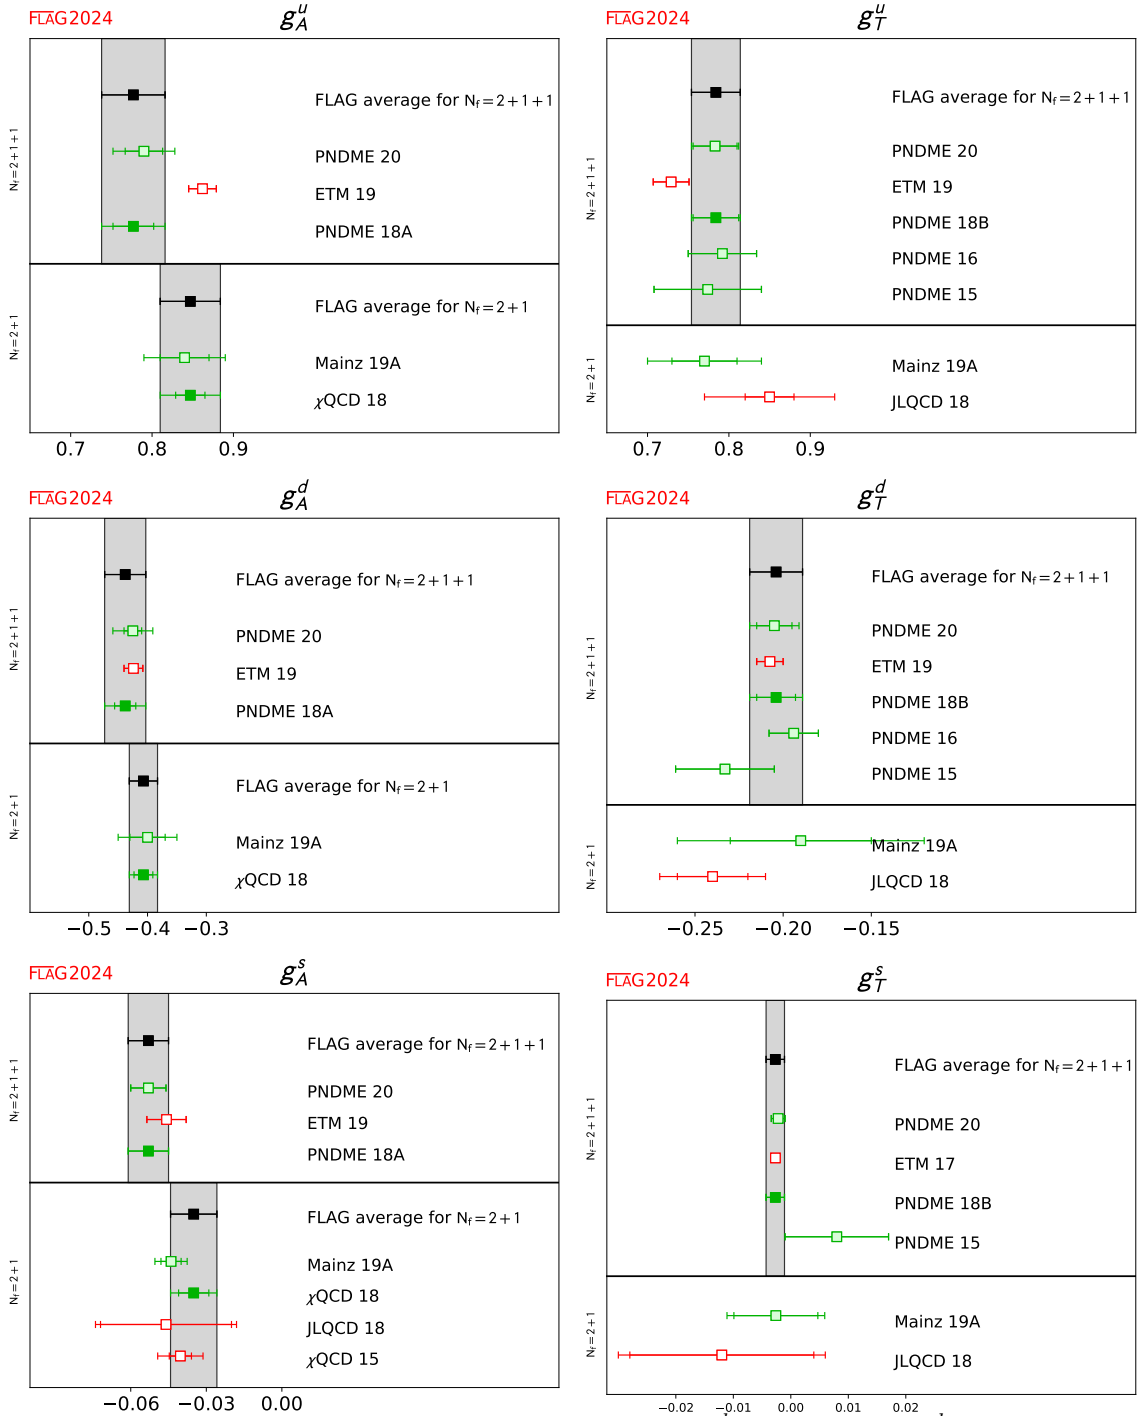 FLAG2024
g_A^u
N_f=2+1+1
FLAG average for N_f=2+1+1
PNDME 20
ETM 19
PNDME 18A
N_f=2+1
FLAG average for N_f=2+1
Mainz 19A
χQCD 18
0.7 0.8 0.9
FLAG2024
g_T^u
N_f=2+1+1
FLAG average for N_f=2+1+1
PNDME 20
ETM 19
PNDME 18B
PNDME 16
PNDME 15
N_f=2+1
Mainz 19A
JLQCD 18
0.7 0.8 0.9
FLAG2024
g_A^d
N_f=2+1+1
FLAG average for N_f=2+1+1
PNDME 20
ETM 19
PNDME 18A
N_f=2+1
FLAG average for N_f=2+1
Mainz 19A
χQCD 18
−0.5 −0.4 −0.3
FLAG2024
g_T^d
N_f=2+1+1
FLAG average for N_f=2+1+1
PNDME 20
ETM 19
PNDME 18B
PNDME 16
PNDME 15
N_f=2+1
Mainz 19A
JLQCD 18
−0.25 −0.20 −0.15
FLAG2024
g_A^s
N_f=2+1+1
FLAG average for N_f=2+1+1
PNDME 20
ETM 19
PNDME 18A
N_f=2+1
FLAG average for N_f=2+1
Mainz 19A
χQCD 18
JLQCD 18
χQCD 15
−0.06 −0.03 0.00
FLAG2024
g_T^s
N_f=2+1+1
FLAG average for N_f=2+1+1
PNDME 20
ETM 17
PNDME 18B
PNDME 15
N_f=2+1
Mainz 19A
JLQCD 18
−0.02 −0.01 0.00 0.01 0.02